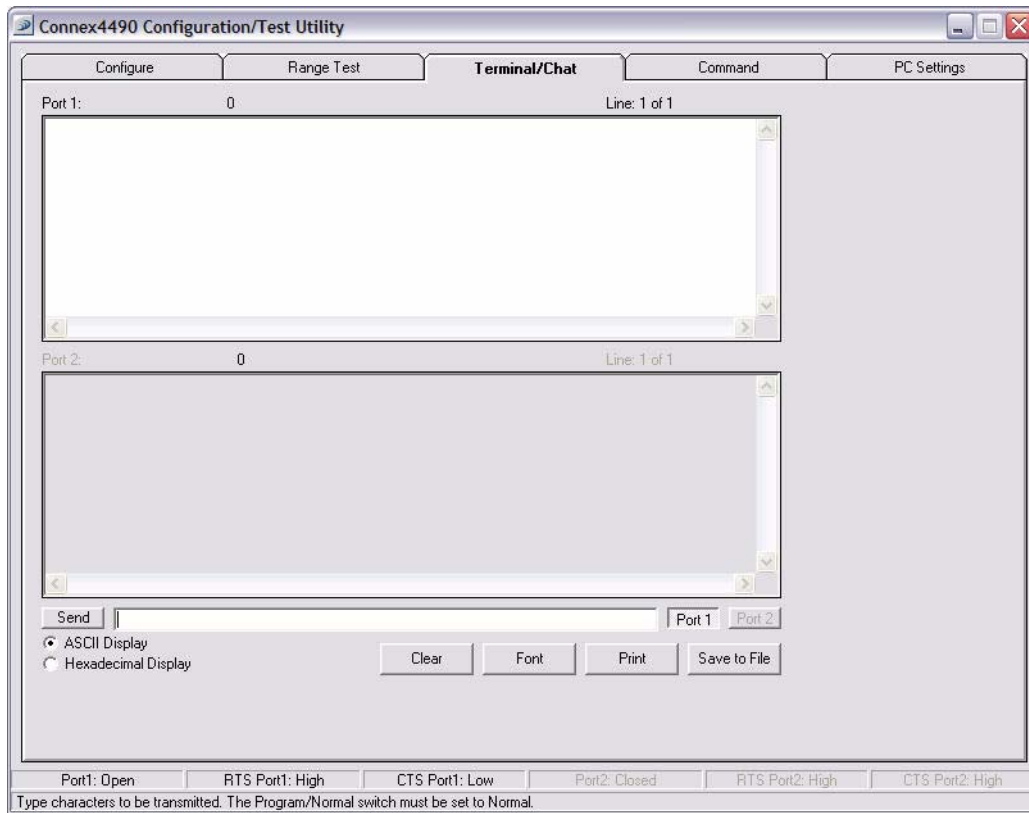 Connex4490 Configuration/Test Utility
Configure Range Test Terminal/Chat Command PC Settings
Port 1: 0 Line: 1 of 1
Port 2: 0 Line: 1 of 1
Send Port 1 Port 2
ASCII Display
Hexadecimal Display
Clear Font Print Save to File
Port1: Open RTS Port1: High CTS Port1: Low Port2: Closed RTS Port2: High CTS Port2: High
Type characters to be transmitted. The Program/Normal switch must be set to Normal.